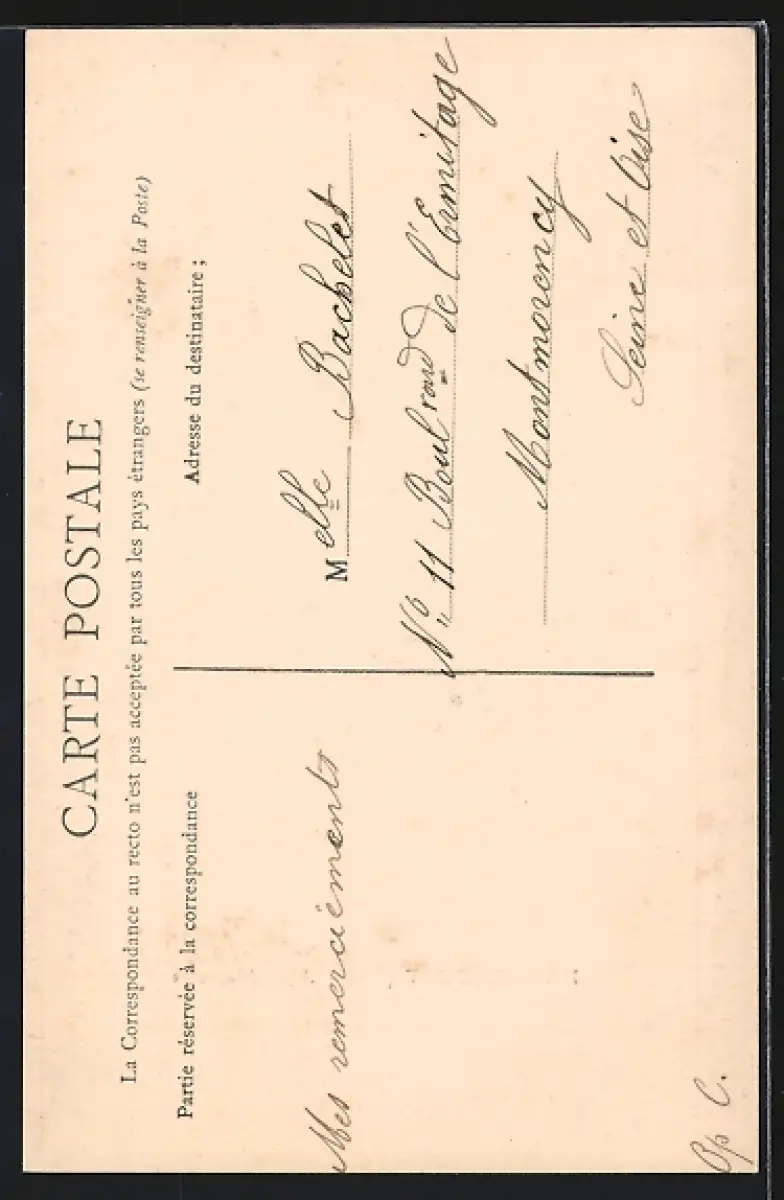 CARTE POSTALE
La Correspondance au recto n'est pas acceptée par tous les pays étrangers (se renseigner à la Poste)
Partie réservée à la correspondance
Mes remerciements
Adresse du destinataire ;
Melle Bachelet
No 11 Boulvard de l'Ermitage
Montmorency
Seine et Oise